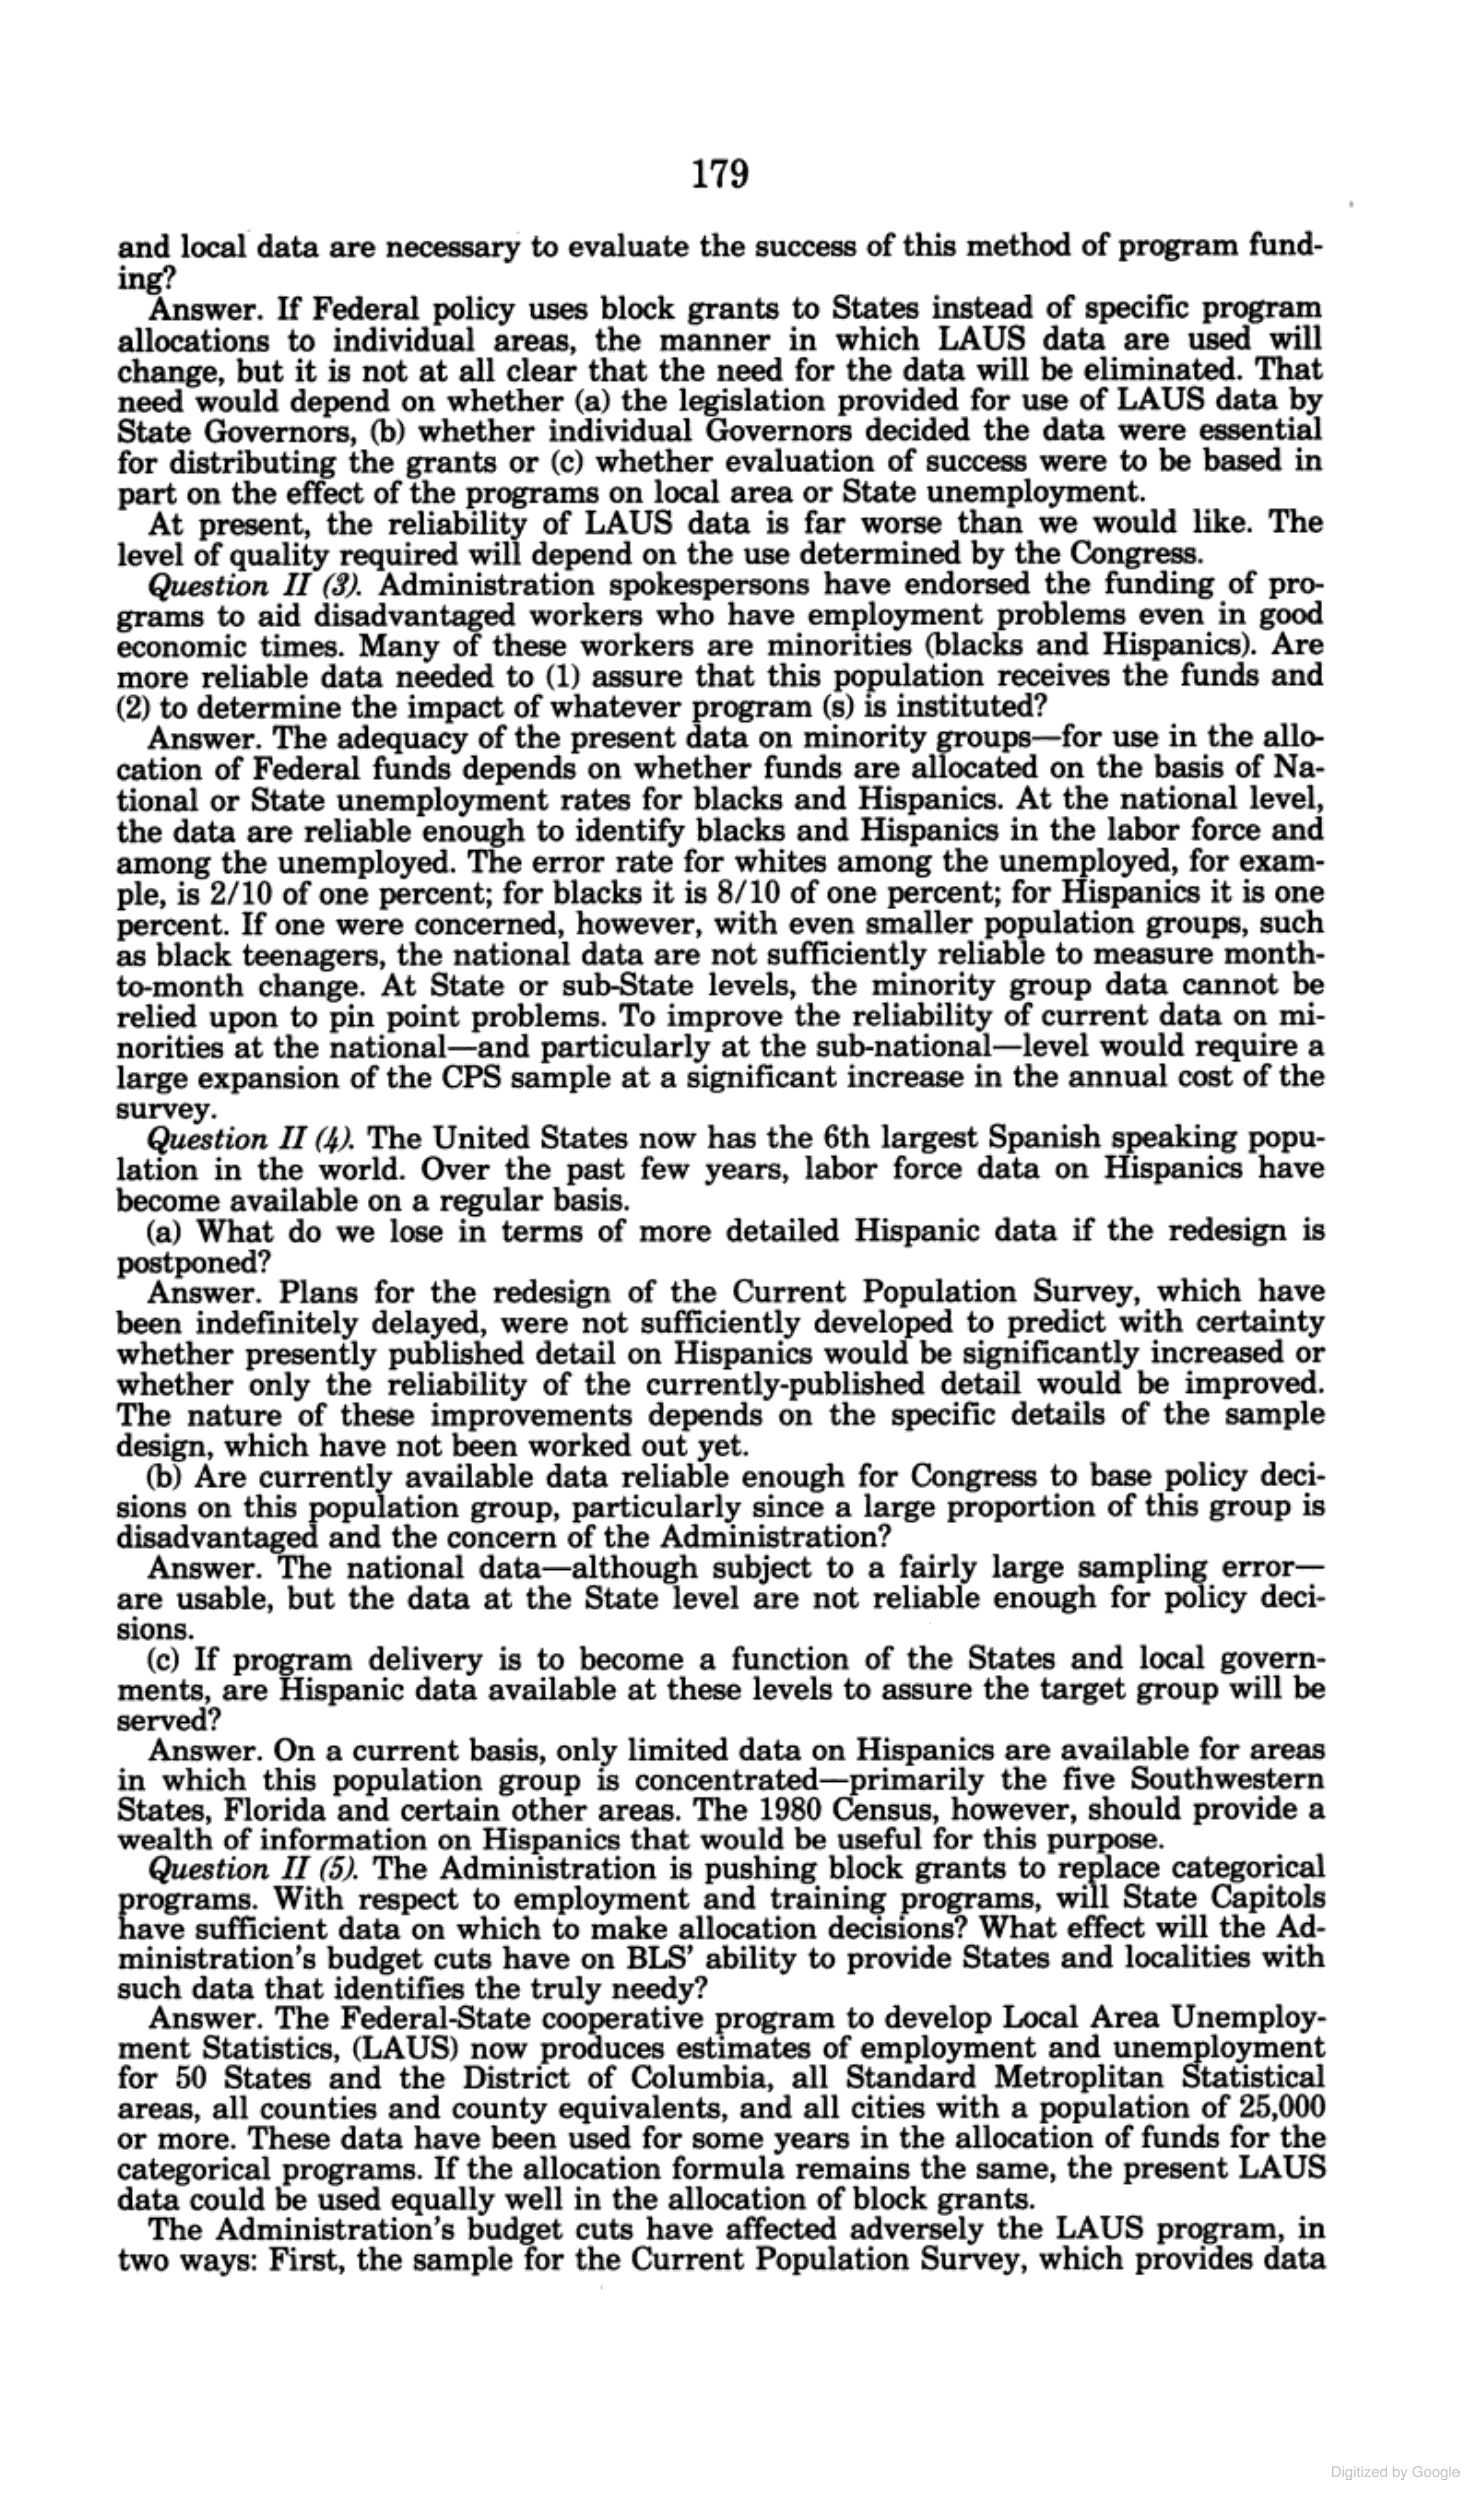 179
and local data are necessary to evaluate the success of this method of program fund-
ing?
Answer. If Federal policy uses block grants to States instead of specific program
allocations to individual areas, the manner in which LAUS data are used will
change, but it is not at all clear that the need for the data will be eliminated. That
need would depend on whether (a) the legislation provided for use of LAUS data by
State Governors, (b) whether individual Governors decided the data were essential
for distributing the grants or (c) whether evaluation of success were to be based in
part on the effect of the programs on local area or State unemployment.
At present, the reliability of LAUS data is far worse than we would like. The
level of quality required will depend on the use determined by the Congress.
Question II (3). Administration spokespersons have endorsed the funding of pro-
grams to aid disadvantaged workers who have employment problems even in good
economic times. Many of these workers are minorities (blacks and Hispanics). Are
more reliable data needed to (1) assure that this population receives the funds and
(2) to determine the impact of whatever program (s) is instituted?
Answer. The adequacy of the present data on minority groups—for use in the allo-
cation of Federal funds depends on whether funds are allocated on the basis of Na-
tional or State unemployment rates for blacks and Hispanics. At the national level,
the data are reliable enough to identify blacks and Hispanics in the labor force and
among the unemployed. The error rate for whites among the unemployed, for exam-
ple, is 2/10 of one percent; for blacks it is 8/10 of one percent; for Hispanics it is one
percent. If one were concerned, however, with even smaller population groups, such
as black teenagers, the national data are not sufficiently reliable to measure month-
to-month change. At State or sub-State levels, the minority group data cannot be
relied upon to pin point problems. To improve the reliability of current data on mi-
norities at the national—and particularly at the sub-national—level would require a
large expansion of the CPS sample at a significant increase in the annual cost of the
survey.
Question II (4). The United States now has the 6th largest Spanish speaking popu-
lation in the world. Over the past few years, labor force data on Hispanics have
become available on a regular basis.
(a) What do we lose in terms of more detailed Hispanic data if the redesign is
postponed?
Answer. Plans for the redesign of the Current Population Survey, which have
been indefinitely delayed, were not sufficiently developed to predict with certainty
whether presently published detail on Hispanics would be significantly increased or
whether only the reliability of the currently-published detail would be improved.
The nature of these improvements depends on the specific details of the sample
design, which have not been worked out yet.
(b) Are currently available data reliable enough for Congress to base policy deci-
sions on this population group, particularly since a large proportion of this group is
disadvantaged and the concern of the Administration?
Answer. The national data—although subject to a fairly large sampling error—
are usable, but the data at the State level are not reliable enough for policy deci-
sions.
(c) If program delivery is to become a function of the States and local govern-
ments, are Hispanic data available at these levels to assure the target group will be
served?
Answer. On a current basis, only limited data on Hispanics are available for areas
in which this population group is concentrated—primarily the five Southwestern
States, Florida and certain other areas. The 1980 Census, however, should provide a
wealth of information on Hispanics that would be useful for this purpose.
Question II (5). The Administration is pushing block grants to replace categorical
programs. With respect to employment and training programs, will State Capitols
have sufficient data on which to make allocation decisions? What effect will the Ad-
ministration's budget cuts have on BLS' ability to provide States and localities with
such data that identifies the truly needy?
Answer. The Federal-State cooperative program to develop Local Area Unemploy-
ment Statistics, (LAUS) now produces estimates of employment and unemployment
for 50 States and the District of Columbia, all Standard Metroplitan Statistical
areas, all counties and county equivalents, and all cities with a population of 25,000
or more. These data have been used for some years in the allocation of funds for the
categorical programs. If the allocation formula remains the same, the present LAUS
data could be used equally well in the allocation of block grants.
The Administration's budget cuts have affected adversely the LAUS program, in
two ways: First, the sample for the Current Population Survey, which provides data
Digitized by Google